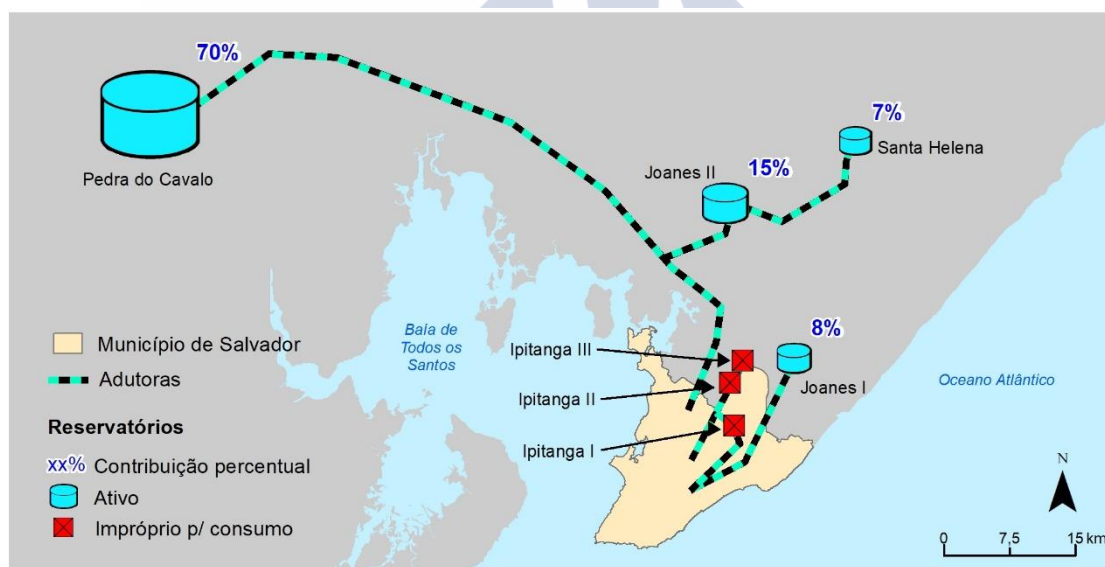 70%
Pedra do Cavalo
7%
Santa Helena
Joanes II
15%
8%
Joanes I
Baia de
Todos os
Santos
Ipitanga III
Ipitanga II
Ipitanga I
Oceano Atlântico
Município de Salvador
Adutoras
Reservatórios
xx% Contribuição percentual
Ativo
Impróprio p/ consumo
N
0 7,5 15 km